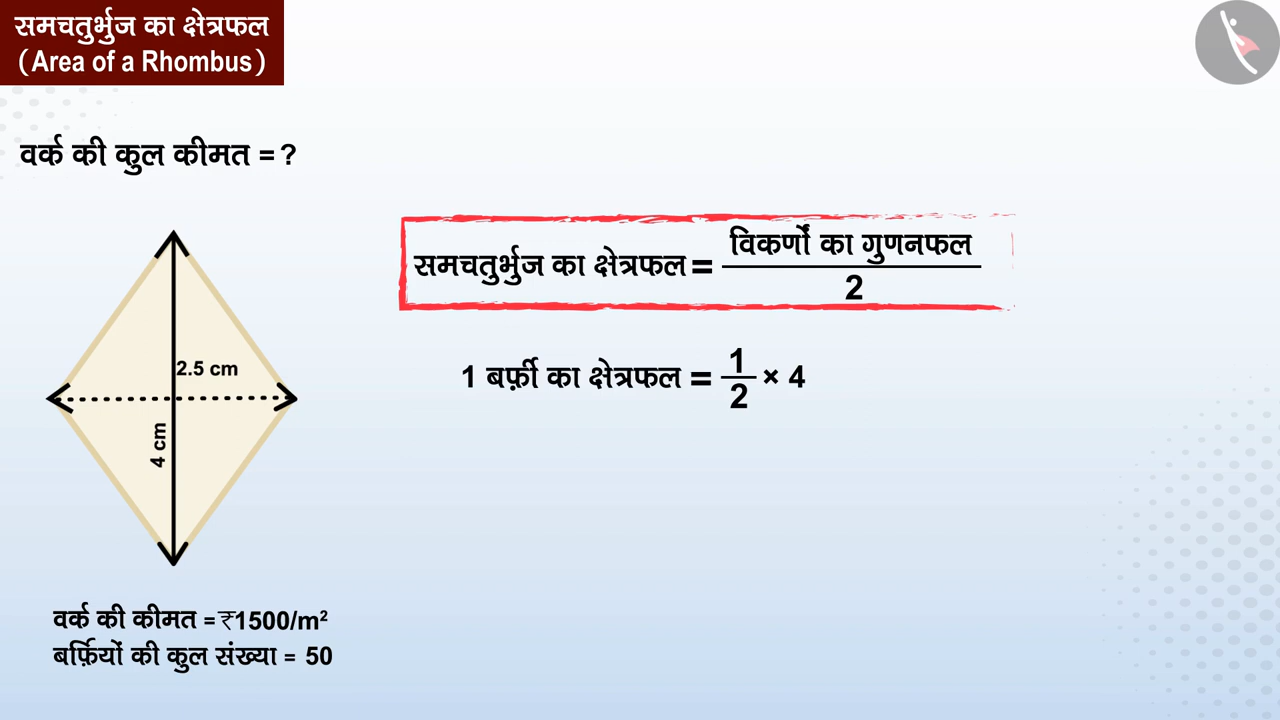 समचतुर्भुज का क्षेत्रफल
(Area of a Rhombus)
वर्क की कुल कीमत = ?
समचतुर्भुज का क्षेत्रफल = विकर्णों का गुणनफल / 2
2.5 cm
4 cm
1 बर्फ़ी का क्षेत्रफल = 1/2 × 4
वर्क की कीमत = ₹1500/m²
बर्फ़ियों की कुल संख्या = 50